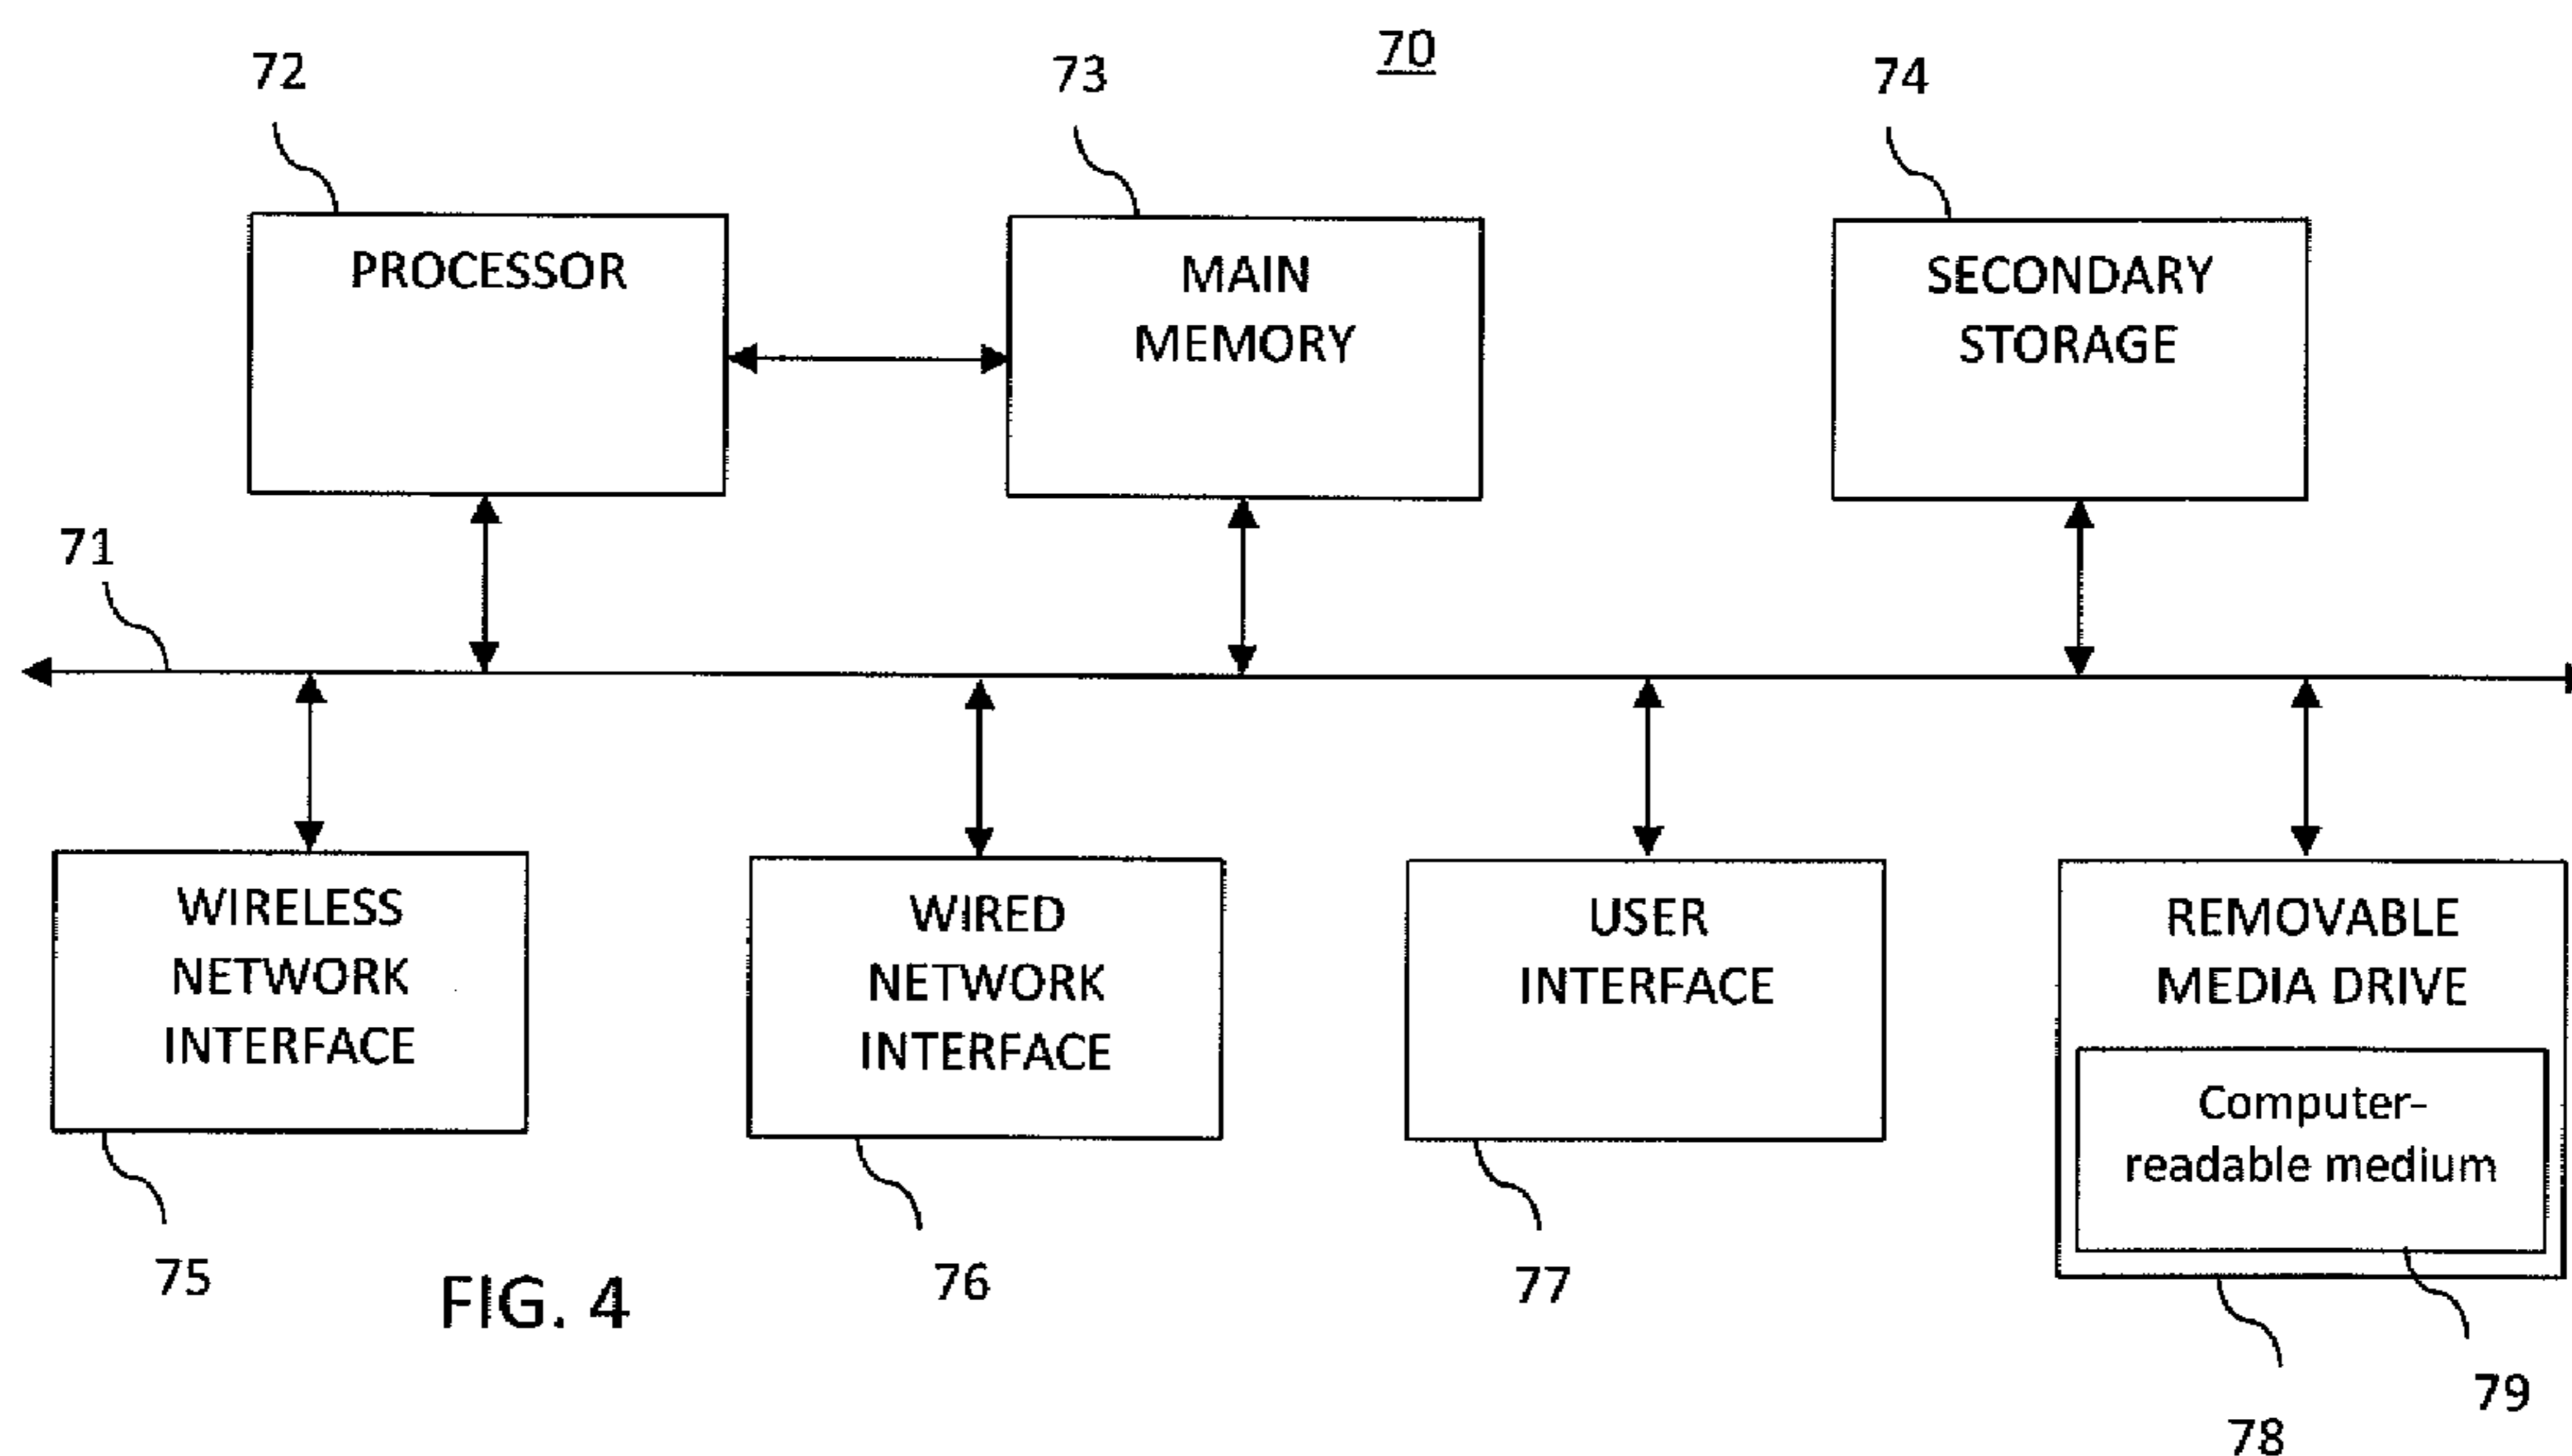 70
72
73
74
PROCESSOR
MAIN
MEMORY
SECONDARY
STORAGE
71
WIRELESS
NETWORK
INTERFACE
WIRED
NETWORK
INTERFACE
USER
INTERFACE
REMOVABLE
MEDIA DRIVE
Computer-
readable medium
75
76
77
78
79
FIG. 4